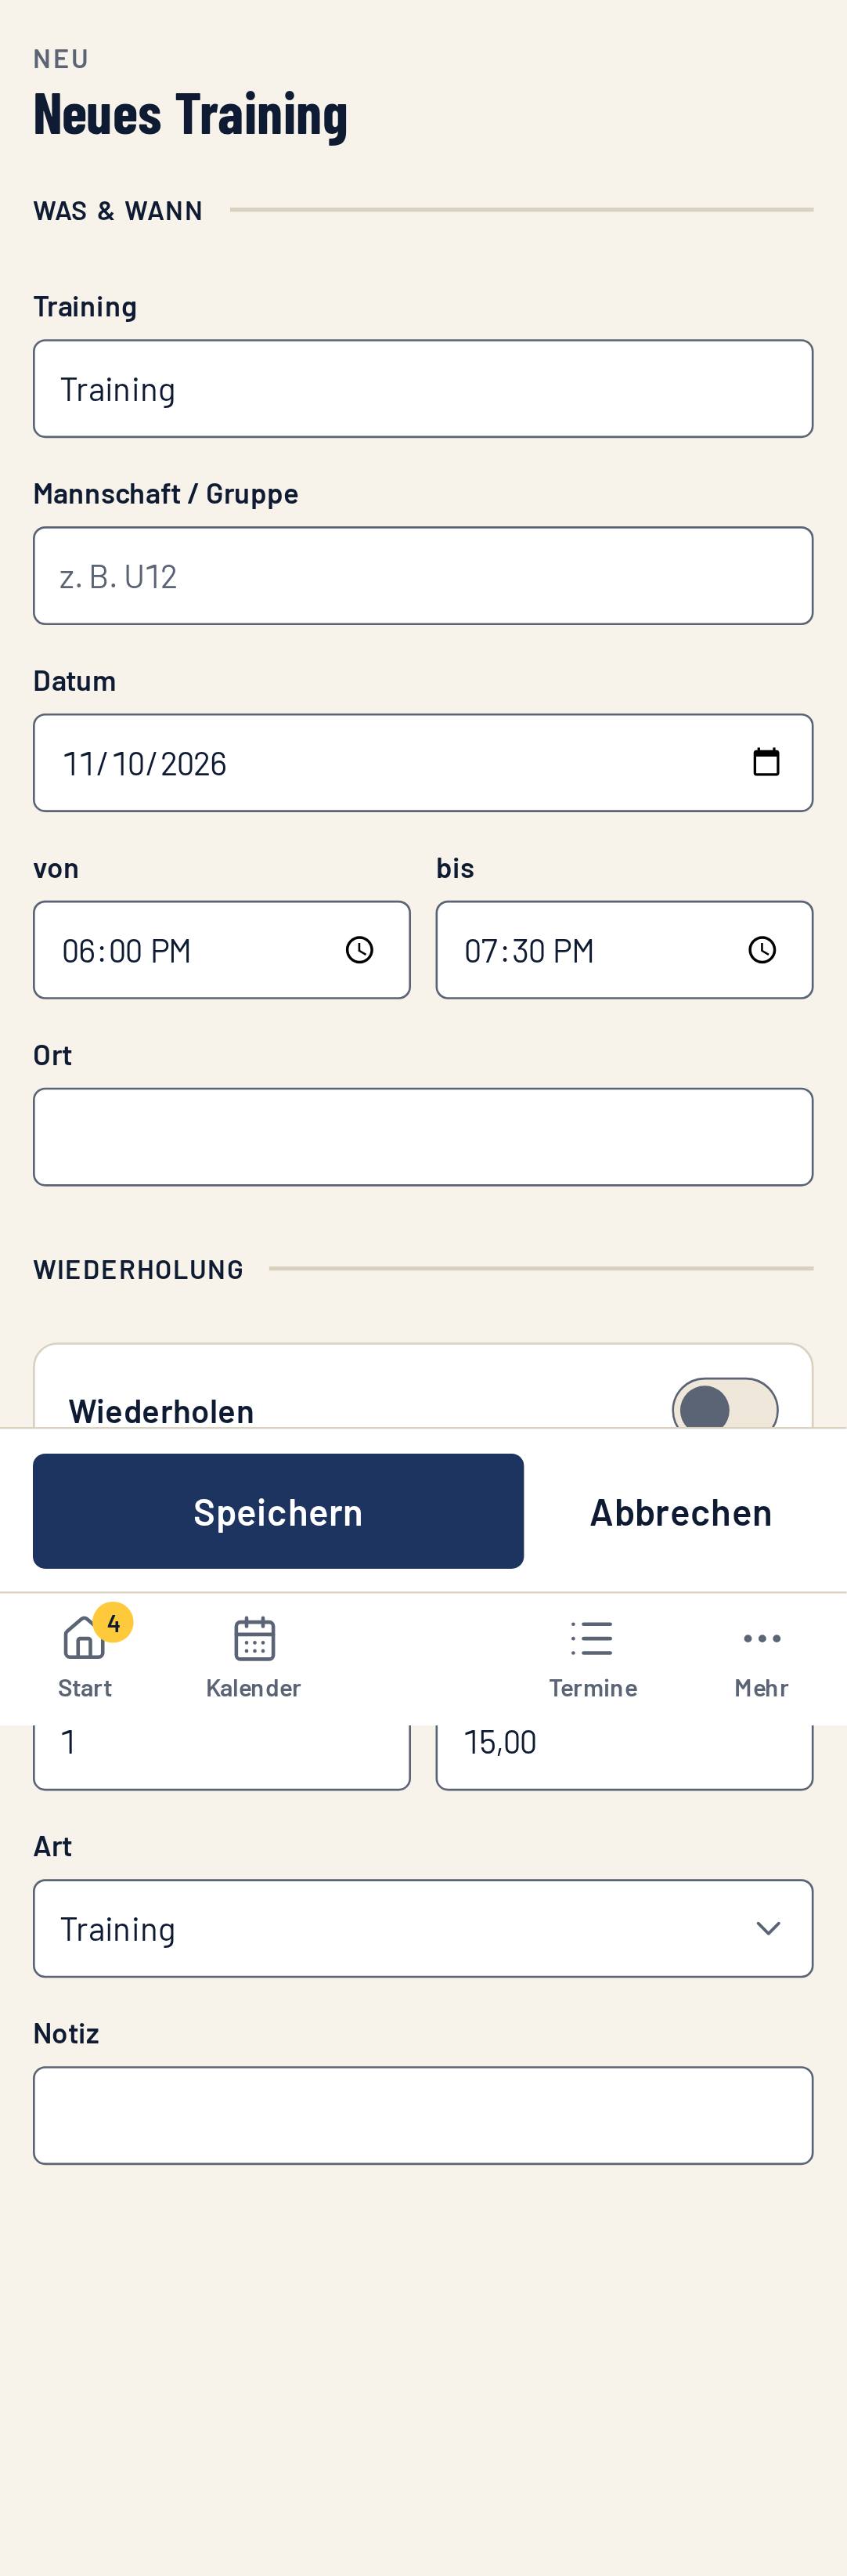 NEU
Neues Training
WAS & WANN
Training
Training
Mannschaft / Gruppe
z. B. U12
Datum
11/10/2026
von bis
06:00 PM 07:30 PM
Ort
WIEDERHOLUNG
Wiederholen
Speichern Abbrechen
4
Start Kalender Termine Mehr
1 15,00
Art
Training
Notiz